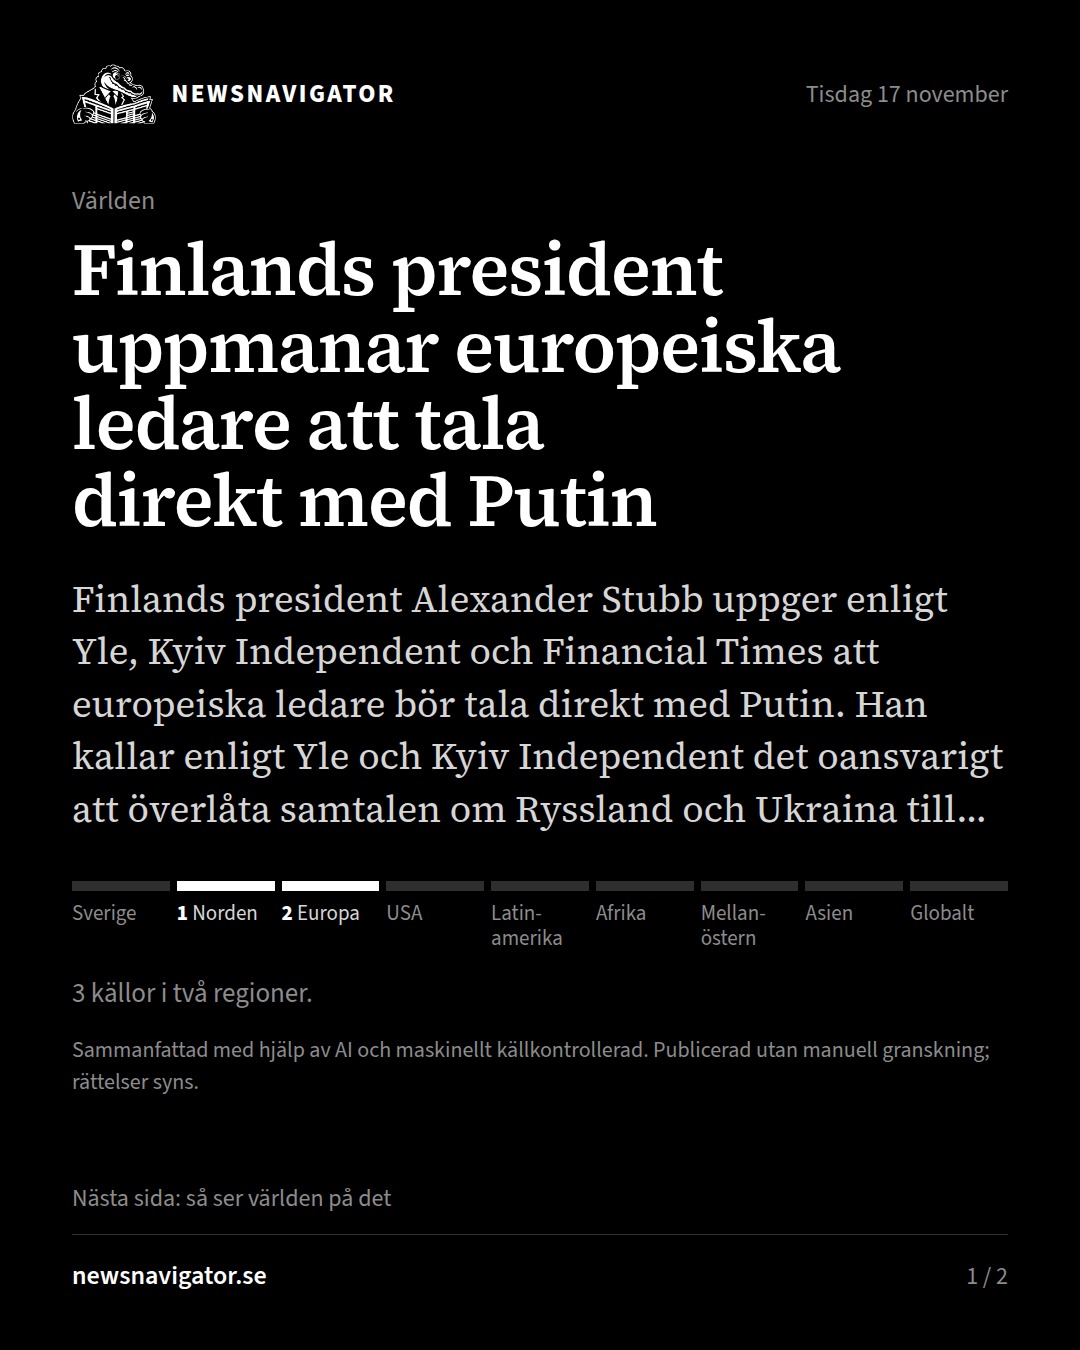 NEWSNAVIGATOR
Tisdag 17 november
Världen
Finlands president
uppmanar europeiska
ledare att tala
direkt med Putin
Finlands president Alexander Stubb uppger enligt
Yle, Kyiv Independent och Financial Times att
europeiska ledare bör tala direkt med Putin. Han
kallar enligt Yle och Kyiv Independent det oansvarigt
att överlåta samtalen om Ryssland och Ukraina till...
Sverige
1 Norden
2 Europa
USA
Latin-
amerika
Afrika
Mellan-
östern
Asien
Globalt
3 källor i två regioner.
Sammanfattad med hjälp av AI och maskinellt källkontrollerad. Publicerad utan manuell granskning;
rättelser syns.
Nästa sida: så ser världen på det
newsnavigator.se
1 / 2